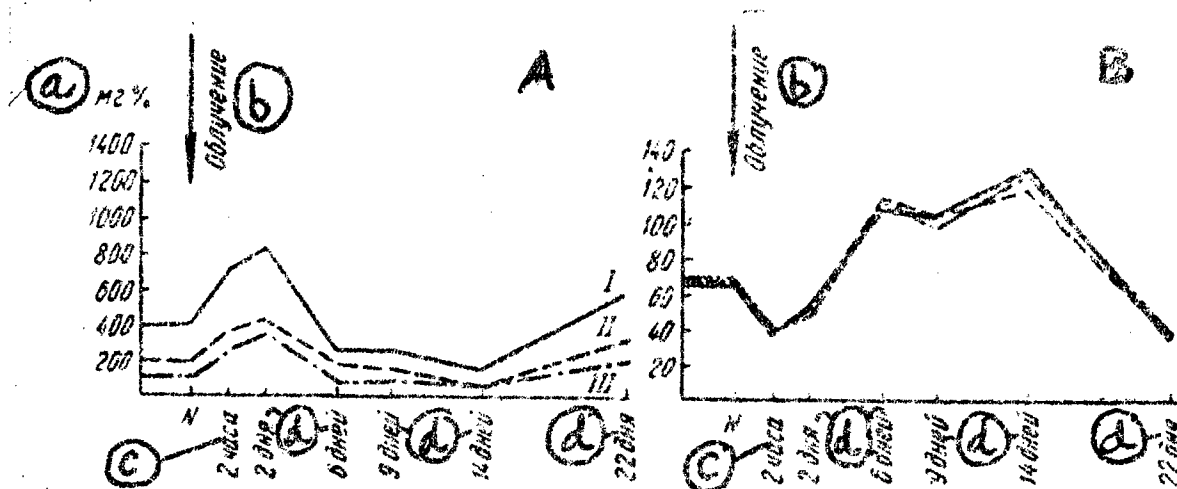 a
мг %
Облучение
b
A
1400
1200
1000
800
600
400
200
I
II
III
N
2 часа
2 дня
6 дней
9 дней
14 дней
22 дня
c
d
d
d
Облучение
b
B
140
120
100
80
60
40
20
N
2 часа
2 дня
6 дней
9 дней
14 дней
22 дня
c
d
d
d